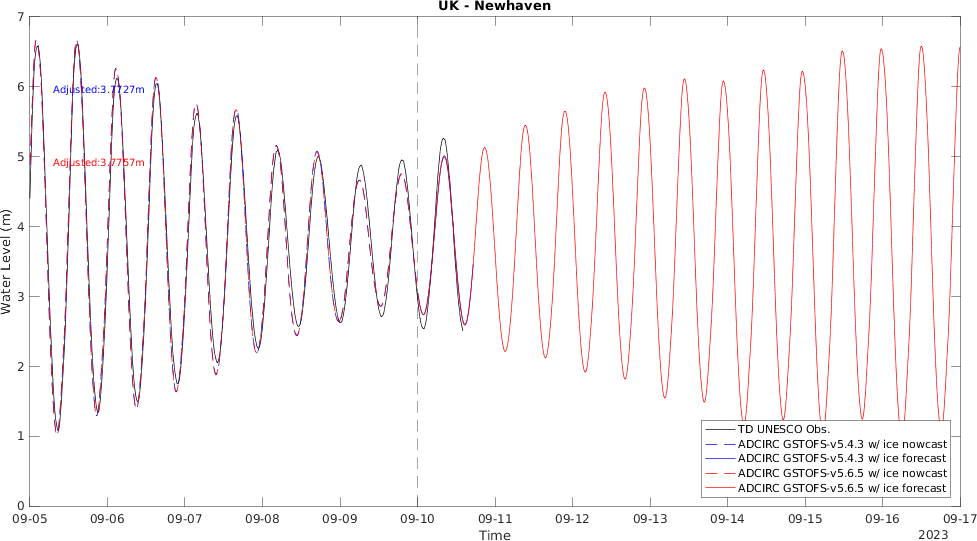 UK - Newhaven
7
6
5
4
3
2
1
0
Water Level (m)
Adjusted:3.7727m
Adjusted:3.7757m
TD UNESCO Obs.
ADCIRC GSTOFS-v5.4.3 w/ ice nowcast
ADCIRC GSTOFS-v5.4.3 w/ ice forecast
ADCIRC GSTOFS-v5.6.5 w/ ice nowcast
ADCIRC GSTOFS-v5.6.5 w/ ice forecast
09-05 09-06 09-07 09-08 09-09 09-10 09-11 09-12 09-13 09-14 09-15 09-16 09-17
Time
2023